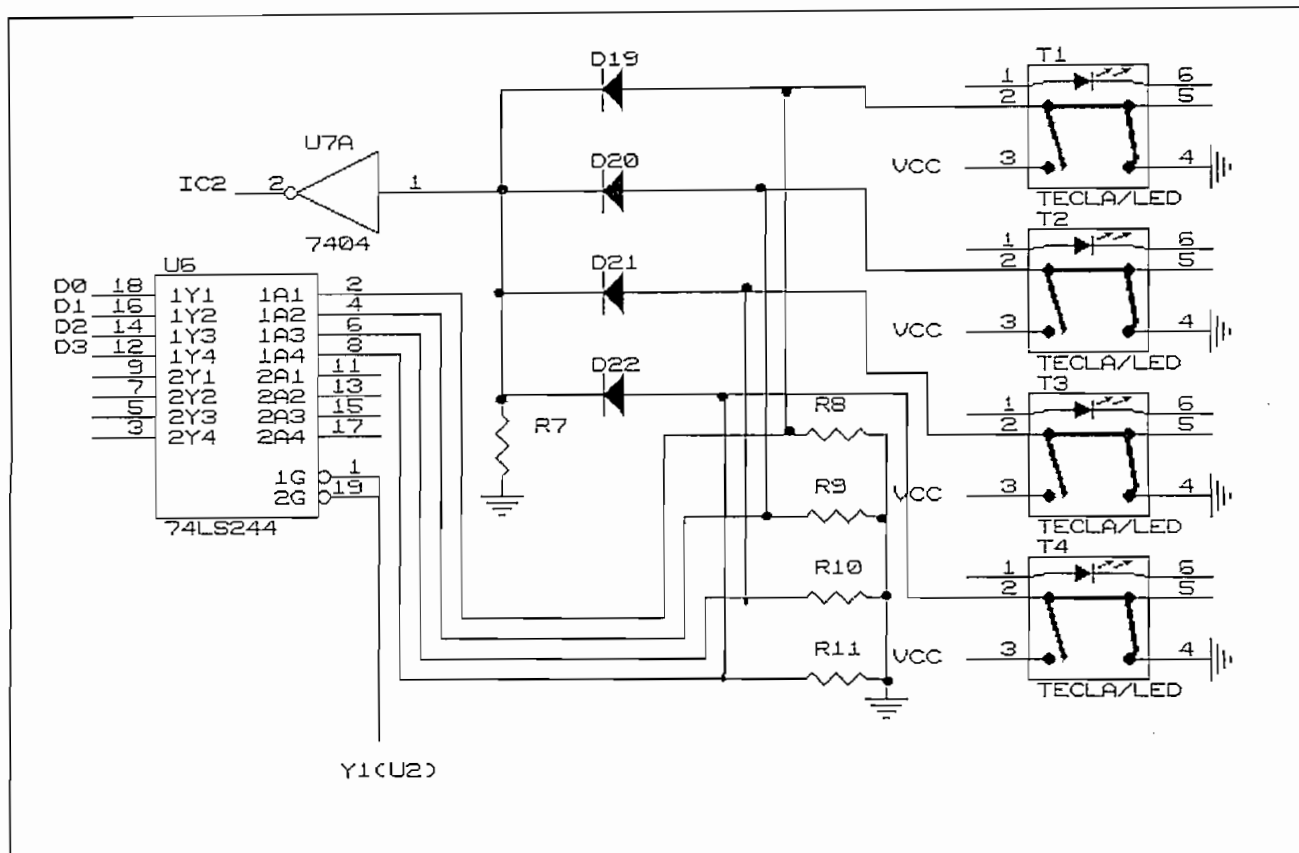 D19
T1
1
6
2
5
U7A
D20
VCC
3
4
IC2
2
1
TECLA/LED
7404
T2
1
6
2
5
U6
D21
D0
18
1Y1
1A1
2
D1
16
1Y2
1A2
4
D2
14
1Y3
1A3
6
D3
12
1Y4
1A4
8
9
2Y1
2A1
11
7
2Y2
2A2
13
5
2Y3
2A3
15
3
2Y4
2A4
17
1G
1
2G
19
74LS244
VCC
3
4
TECLA/LED
D22
T3
1
6
2
5
R7
R8
R9
VCC
3
4
TECLA/LED
T4
1
6
2
5
R10
R11
VCC
3
4
TECLA/LED
Y1(U2)